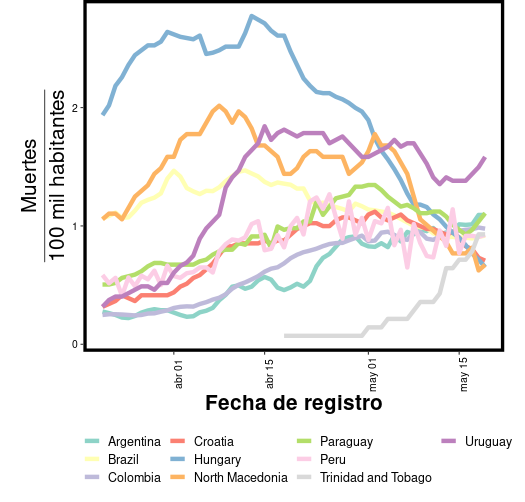 Muertes
100 mil habitantes
2
1
0
abr 01
abr 15
may 01
may 15
Fecha de registro
Argentina
Croatia
Paraguay
Uruguay
Brazil
Hungary
Peru
Colombia
North Macedonia
Trinidad and Tobago